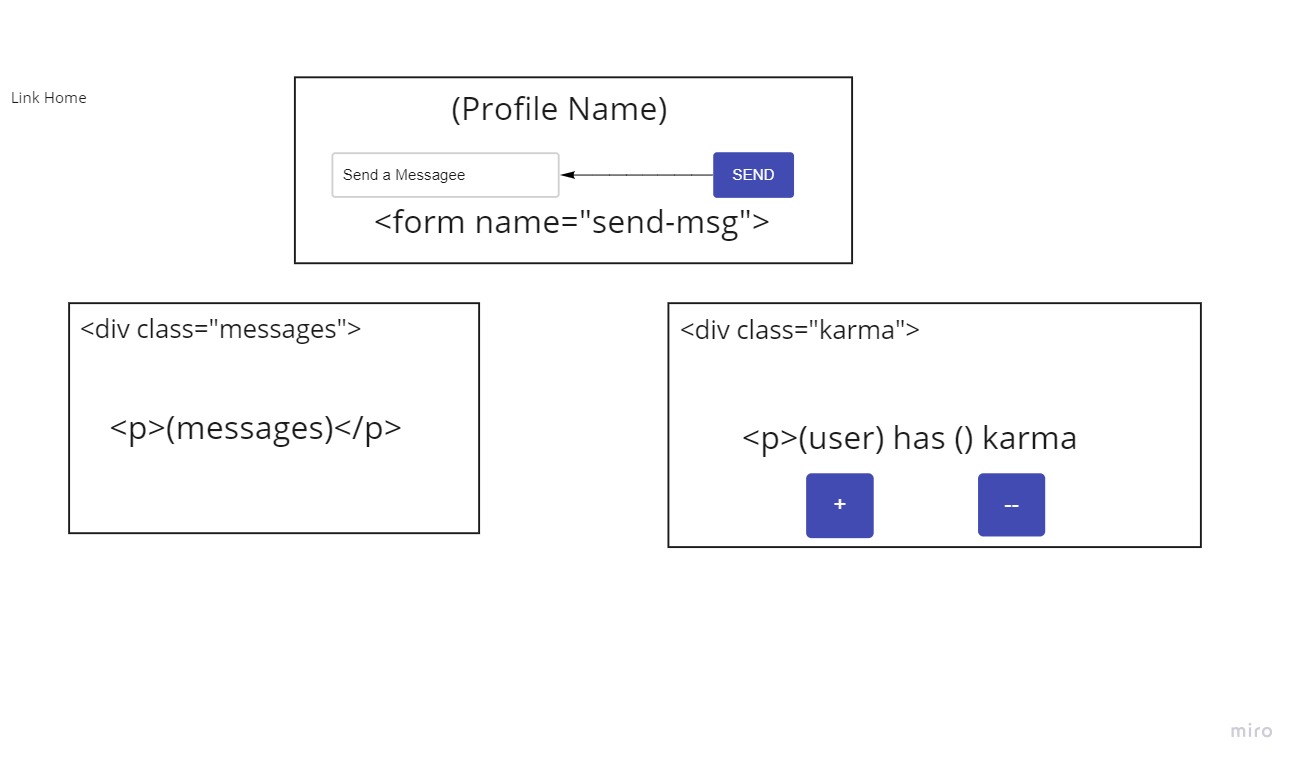 Link Home
(Profile Name)
Send a Messagee
SEND
<form name="send-msg">
<div class="messages">
<p>(messages)</p>
<div class="karma">
<p>(user) has () karma
+
--
miro